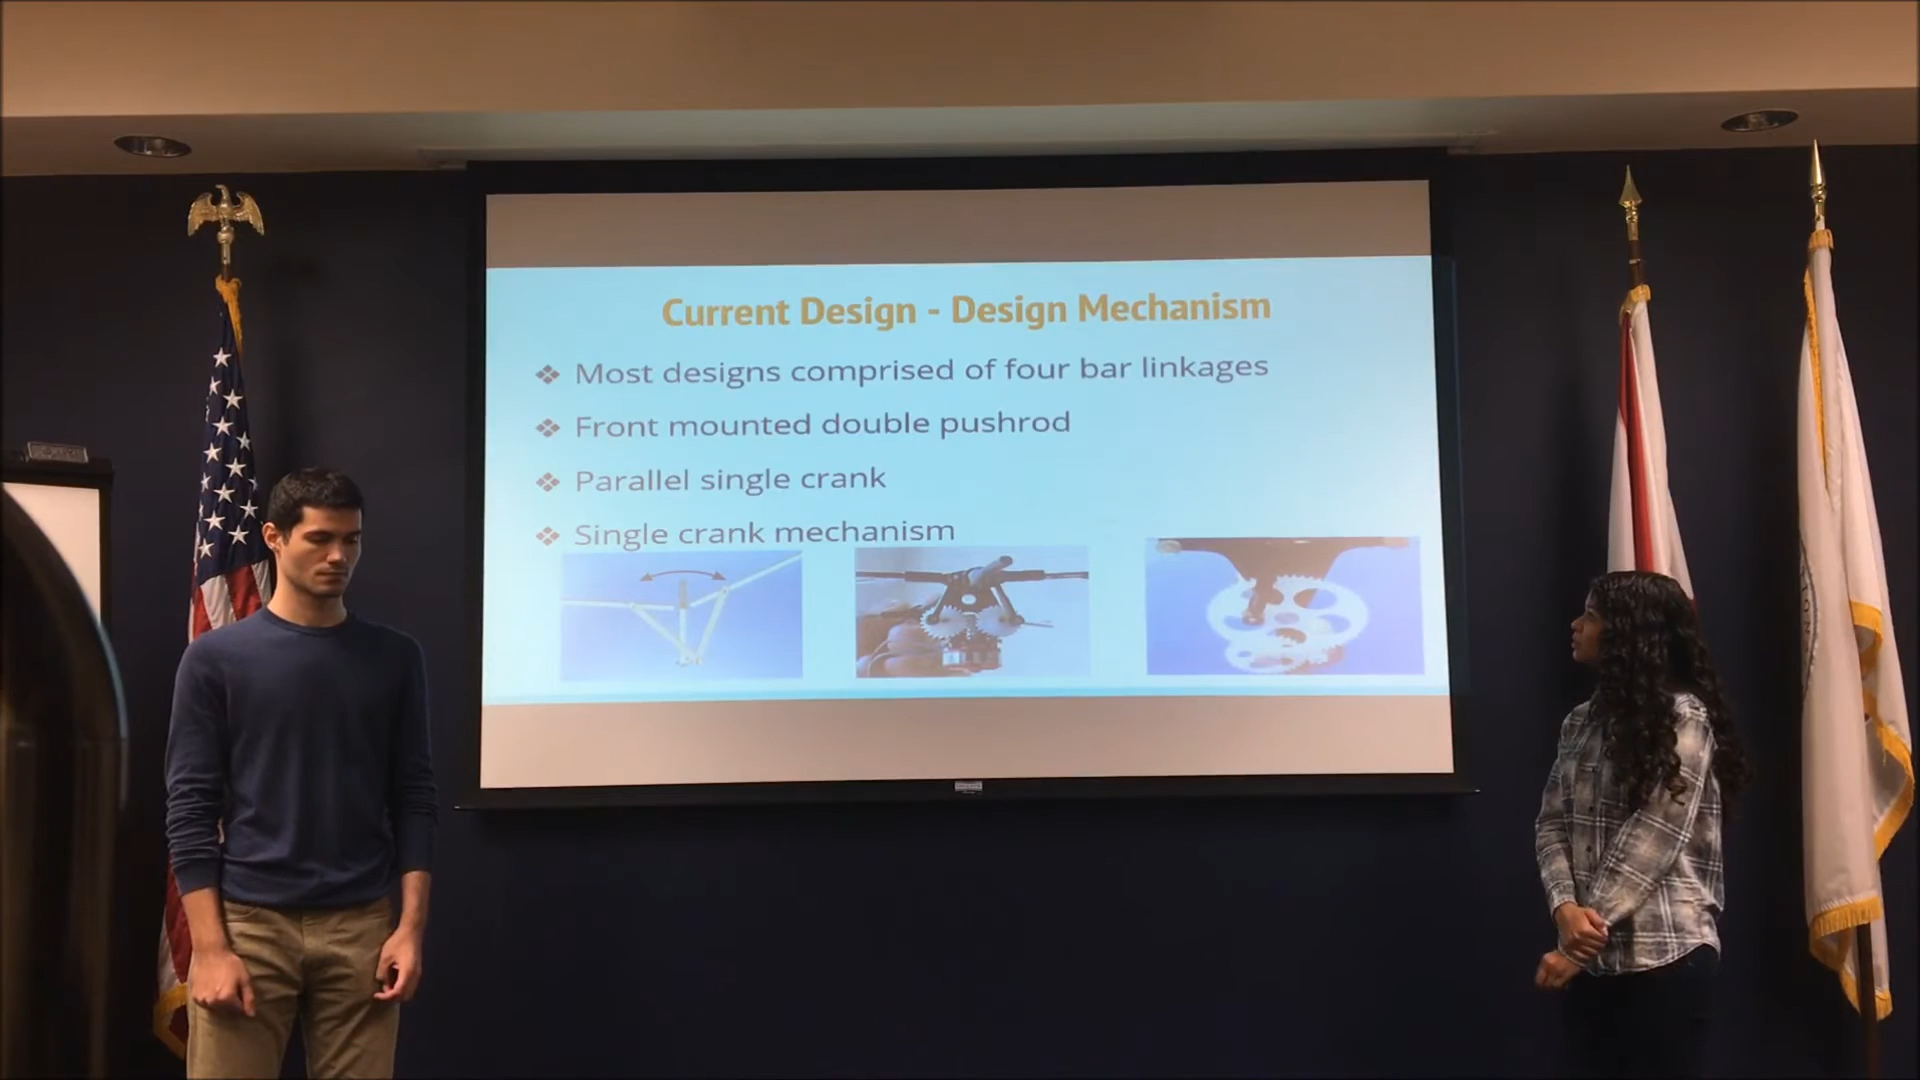 Current Design - Design Mechanism
❖ Most designs comprised of four bar linkages
❖ Front mounted double pushrod
❖ Parallel single crank
❖ Single crank mechanism